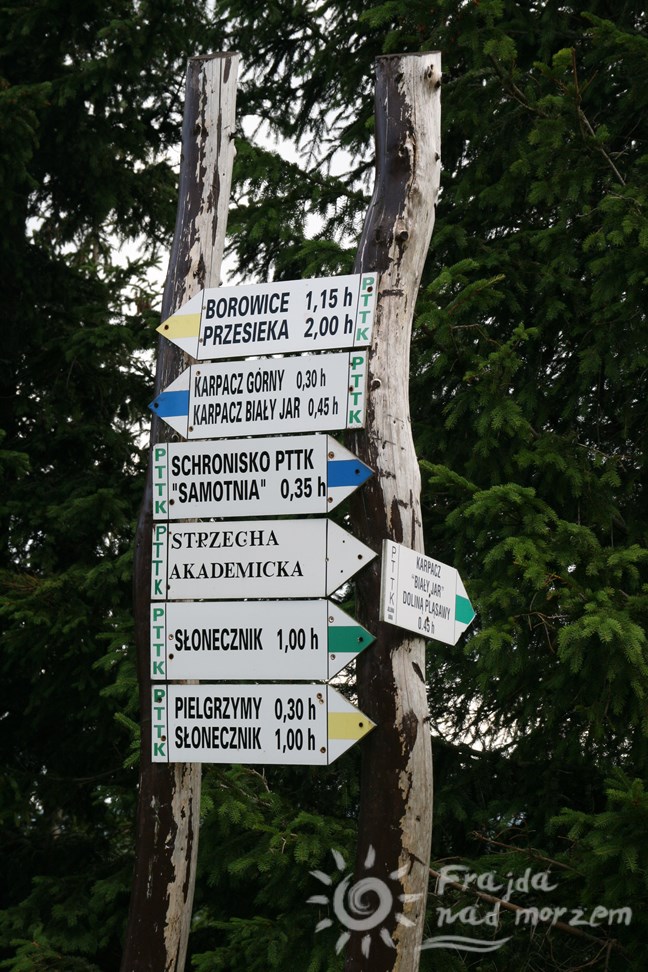 BOROWICE 1,15 h
PRZESIEKA 2,00 h
PTTK
KARPACZ GÓRNY 0,30 h
KARPACZ BIAŁY JAR 0,45 h
PTTK
PTTK
SCHRONISKO PTTK
"SAMOTNIA" 0,35 h
PTTK
STRZECHA
AKADEMICKA
PTTK
SŁONECZNIK 1,00 h
PTTK
PIELGRZYMY 0,30 h
SŁONECZNIK 1,00 h
PTTK
KARPACZ
"BIAŁY JAR"
DOLINĄ PLĄSAWY
0.45 h
Frajda
nad morzem